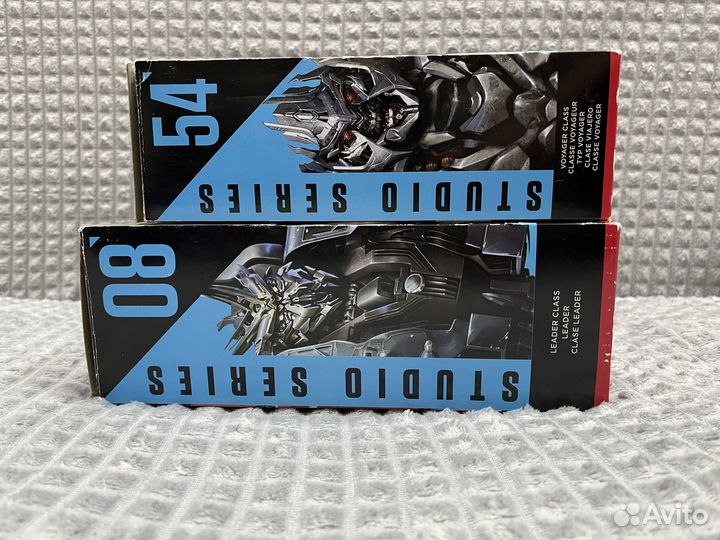 54
STUDIO SERIES
VOYAGER CLASS
CLASSE VOYAGEUR
TYP VOYAGER
CLASE VIAJERO
CLASSE VOYAGER
08
STUDIO SERIES
LEADER CLASS
LEADER
CLASE LEADER
Avito